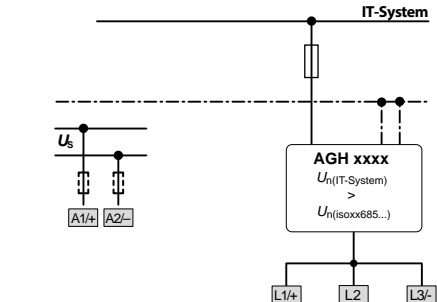 IT-System
Us
AGH xxxx
Un(IT-System)
>
Un(isoxx685...)
A1/+ A2/–
L1/+ L2 L3/-